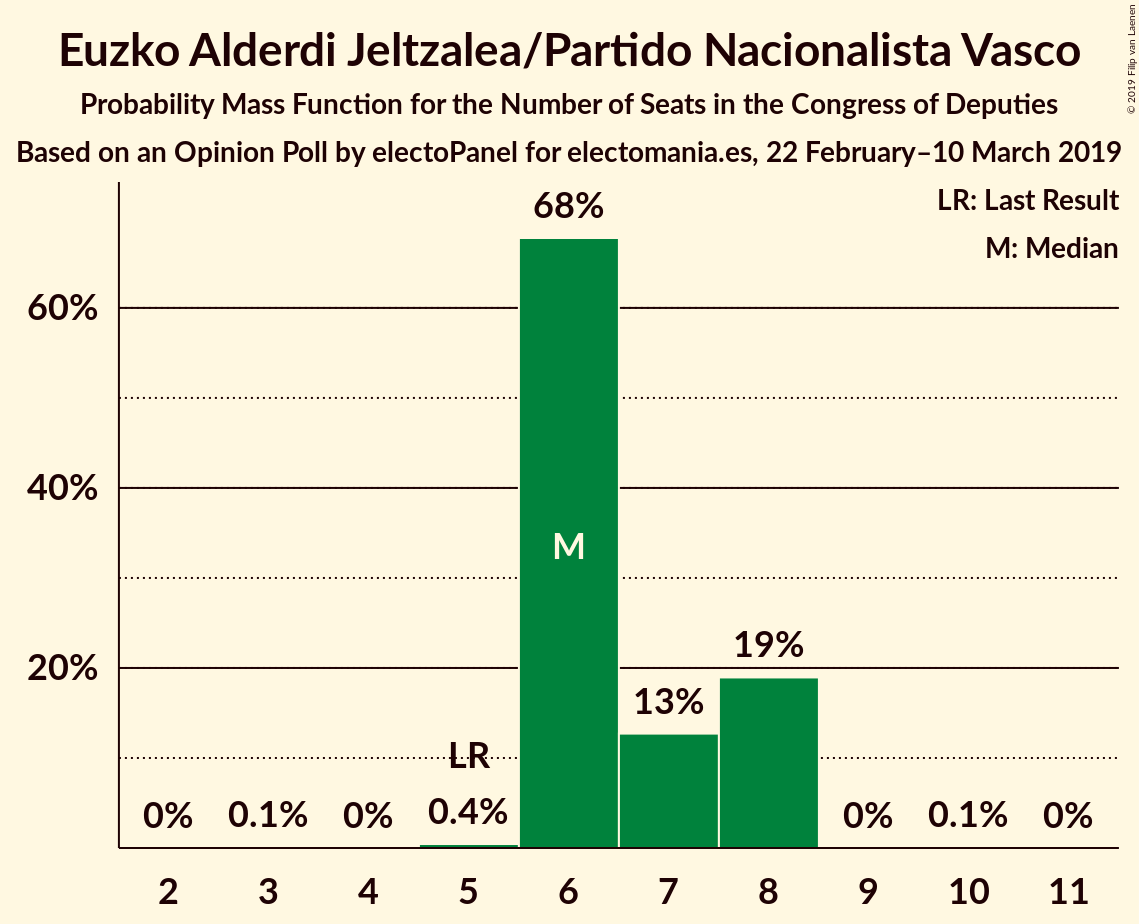 Euzko Alderdi Jeltzalea/Partido Nacionalista Vasco
Probability Mass Function for the Number of Seats in the Congress of Deputies
Based on an Opinion Poll by electoPanel for electomania.es, 22 February–10 March 2019
© 2019 Filip van Laenen
LR: Last Result
M: Median
68%
60%
40%
M
19%
20%
13%
LR
0% 0.1% 0% 0.4% 0% 0.1% 0%
2 3 4 5 6 7 8 9 10 11